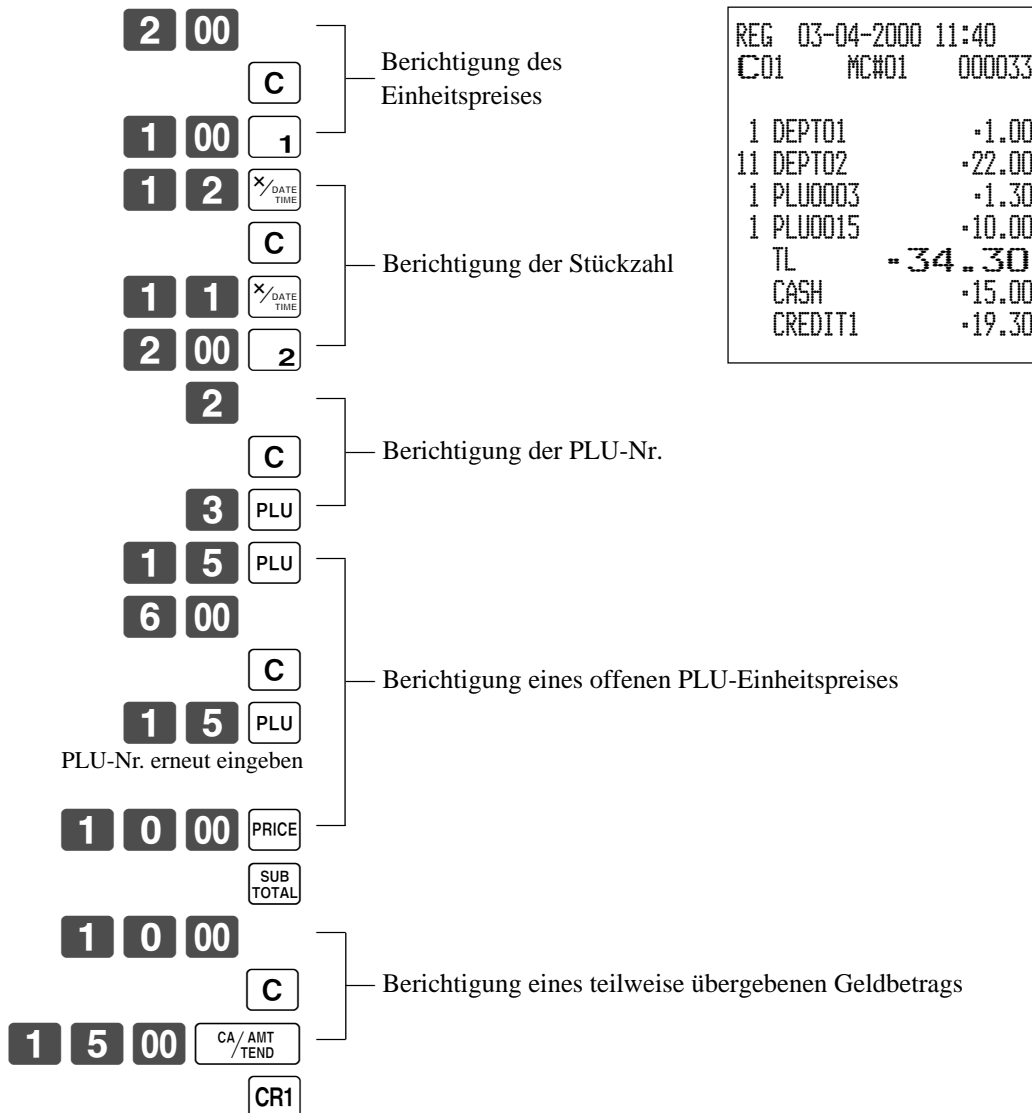 2 00
C
Berichtigung des
Einheitspreises
1 00 1
1 2 ×/DATE TIME
C
Berichtigung der Stückzahl
1 1 ×/DATE TIME
2 00 2
2
C
Berichtigung der PLU-Nr.
3 PLU
1 5 PLU
6 00
C
Berichtigung eines offenen PLU-Einheitspreises
1 5 PLU
PLU-Nr. erneut eingeben
1 0 00 PRICE
SUB TOTAL
1 0 00
C
Berichtigung eines teilweise übergebenen Geldbetrags
1 5 00 CA/AMT /TEND
CR1
REG 03-04-2000 11:40
C01 MC#01 000033
1 DEPT01 ·1.00
11 DEPT02 ·22.00
1 PLU0003 ·1.30
1 PLU0015 ·10.00
TL ·34.30
CASH ·15.00
CREDIT1 ·19.30